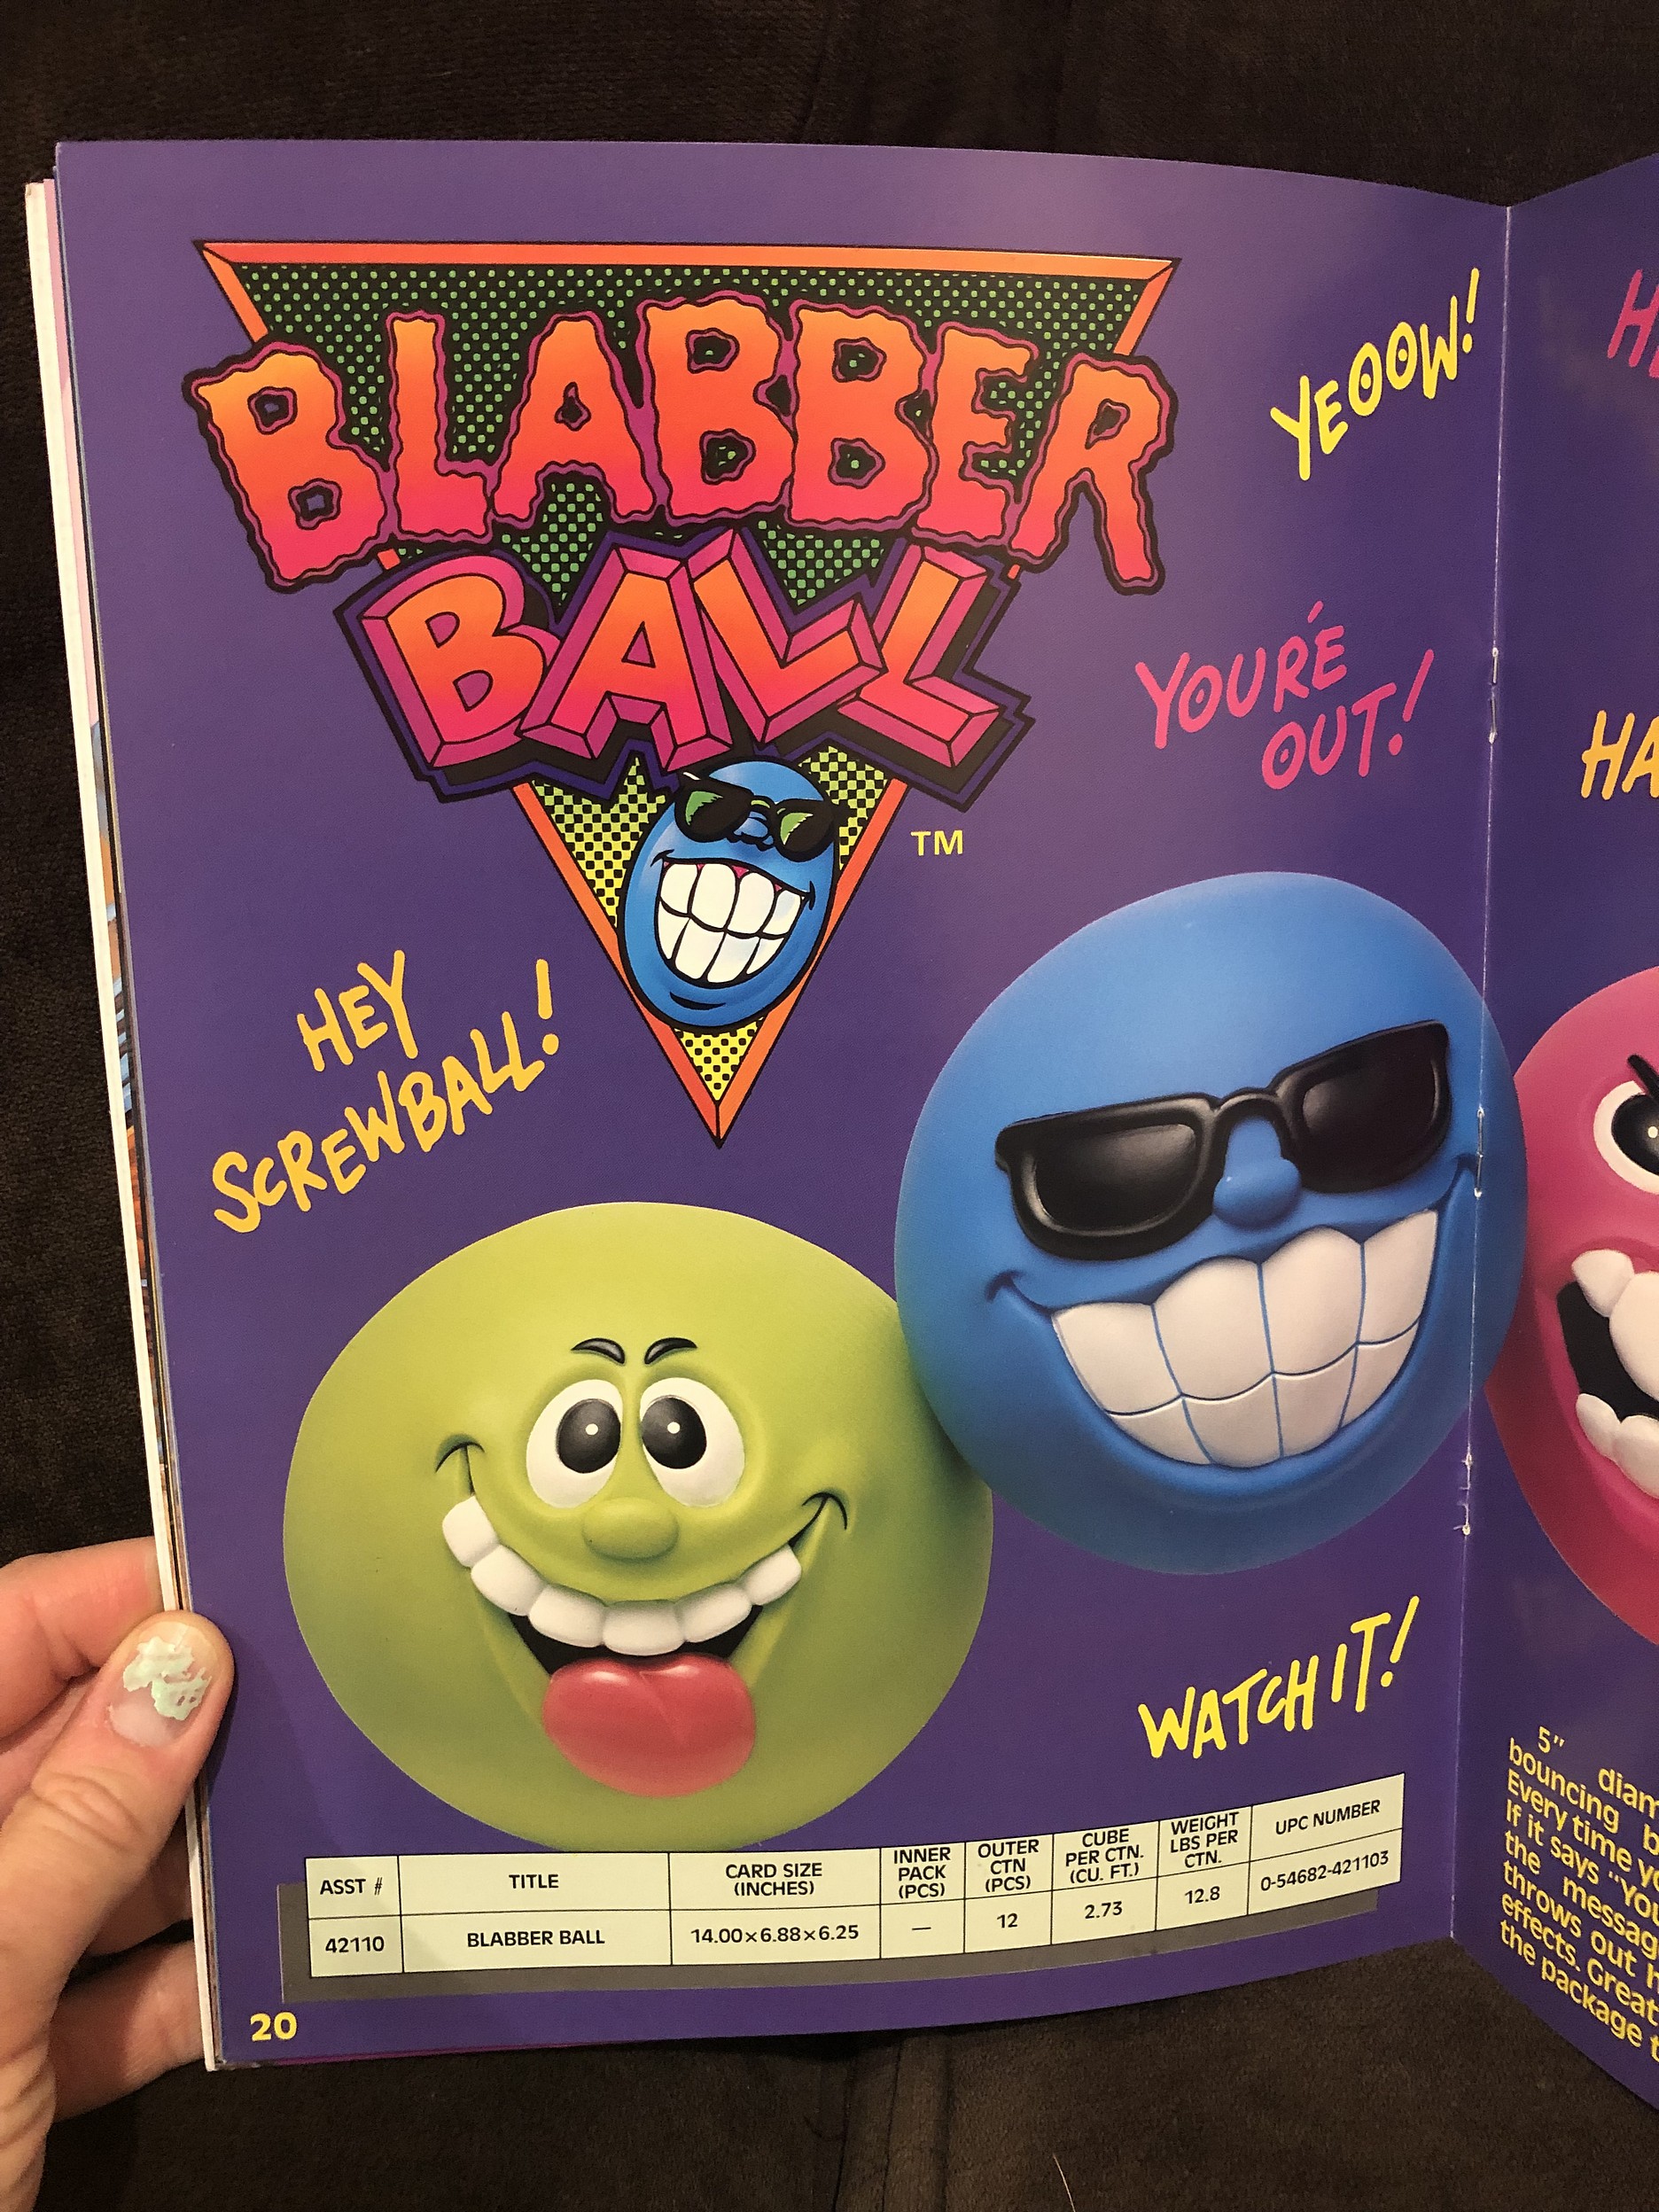 BLABBER
BALL
TM
YEOOW!
YOU'RE
OUT!
HEY
SCREWBALL!
WATCH IT!
ASST #
TITLE
CARD SIZE
(INCHES)
INNER
PACK
(PCS)
OUTER
CTN
(PCS)
CUBE
PER CTN.
(CU. FT.)
WEIGHT
LBS PER
CTN.
UPC NUMBER
42110
BLABBER BALL
14.00×6.88×6.25
—
12
2.73
12.8
0-54682-421103
20
HA
5"
bouncing
Every time
If it says "You
the
throws out
effects. Great
the package